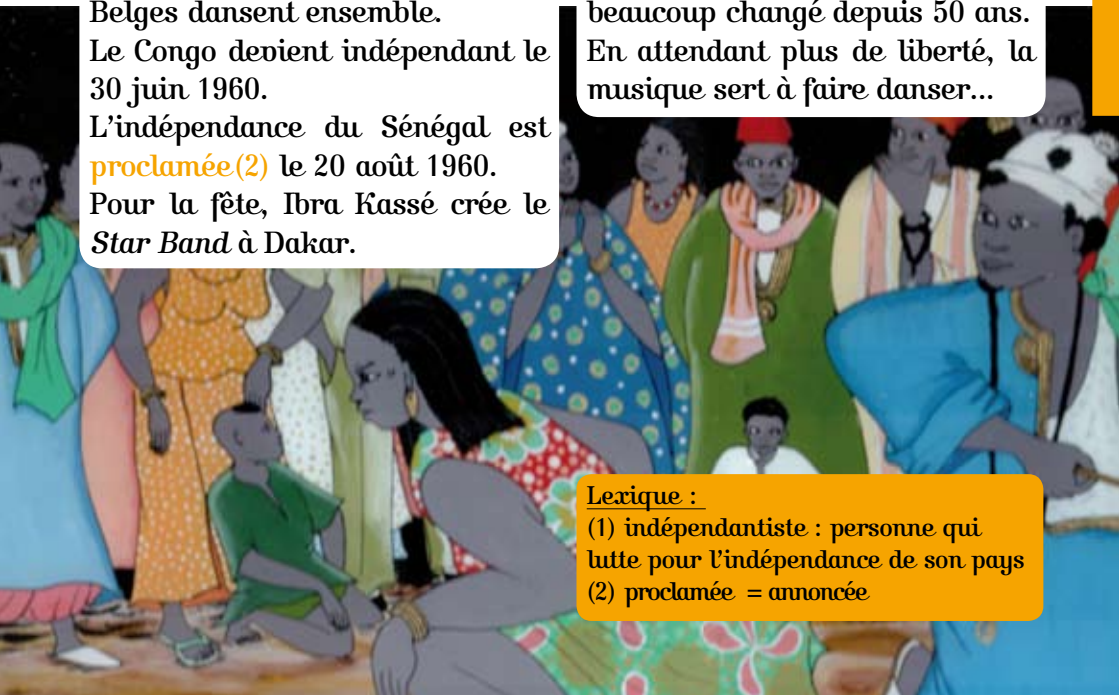 Belges dansent ensemble.
Le Congo devient indépendant le
30 juin 1960.
L'indépendance du Sénégal est
proclamée(2) le 20 août 1960.
Pour la fête, Ibra Kassé crée le
Star Band à Dakar.
beaucoup changé depuis 50 ans.
En attendant plus de liberté, la
musique sert à faire danser...
Lexique :
(1) indépendantiste : personne qui
lutte pour l'indépendance de son pays
(2) proclamée = annoncée